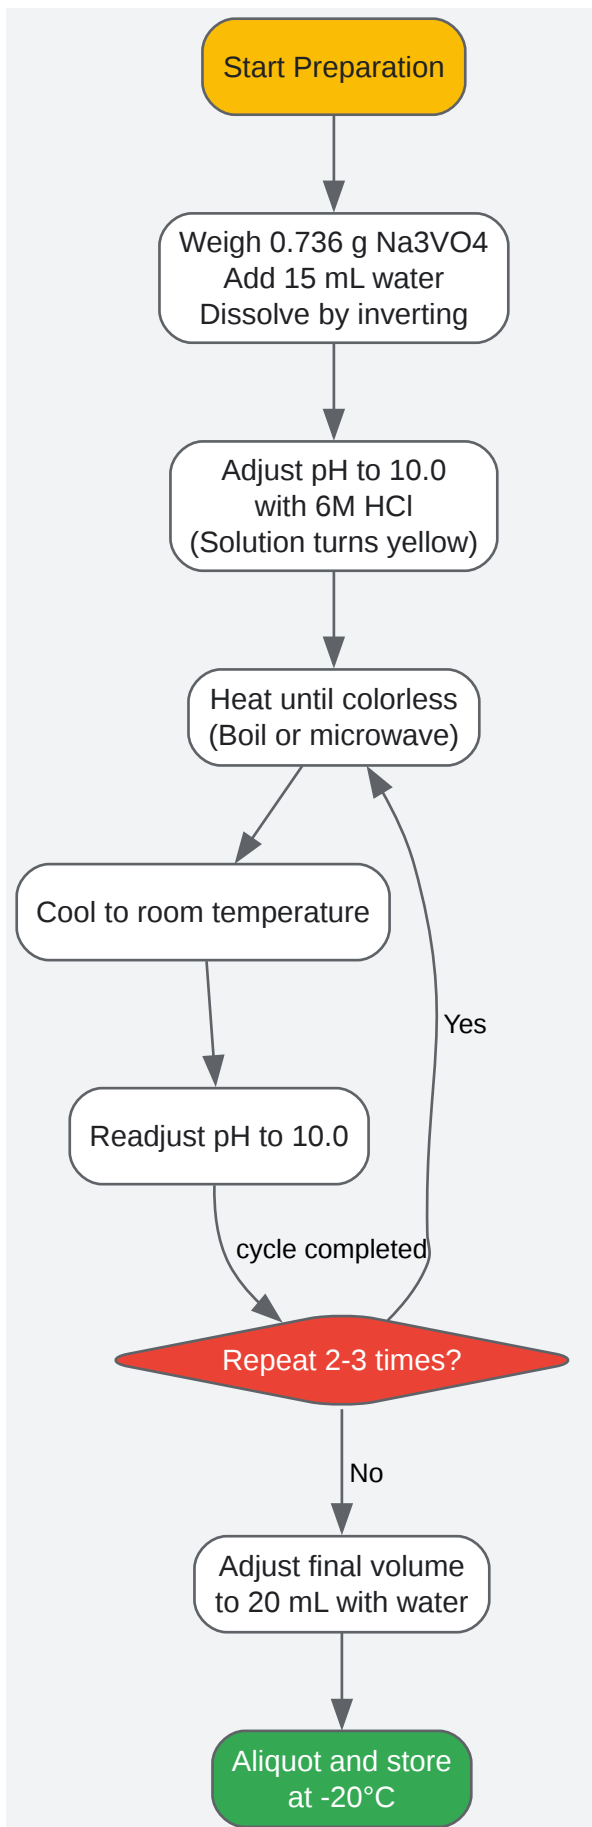 Start Preparation
Weigh 0.736 g Na3VO4
Add 15 mL water
Dissolve by inverting
Adjust pH to 10.0
with 6M HCl
(Solution turns yellow)
Heat until colorless
(Boil or microwave)
Cool to room temperature
Yes
Readjust pH to 10.0
cycle completed
Repeat 2-3 times?
No
Adjust final volume
to 20 mL with water
Aliquot and store
at -20°C